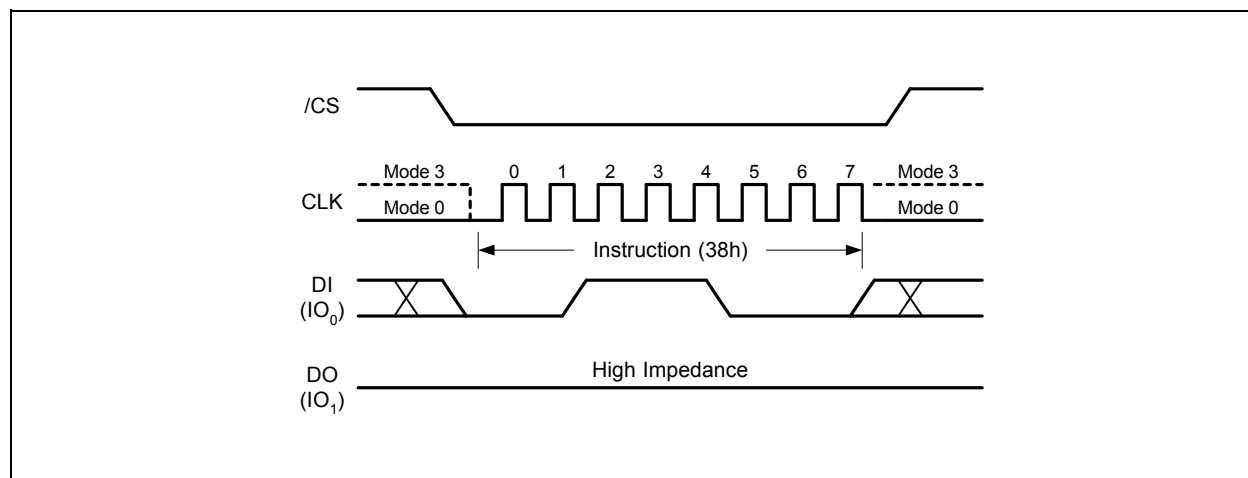 /CS
Mode 3 0 1 2 3 4 5 6 7 Mode 3
CLK
Mode 0 Mode 0
Instruction (38h)
DI
(IO0)
High Impedance
DO
(IO1)